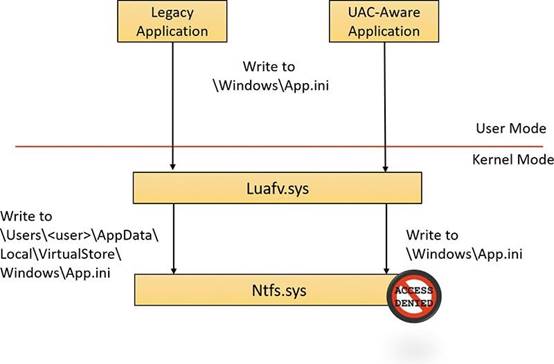 Legacy
Application
UAC-Aware
Application
Write to
\Windows\App.ini
User Mode
Kernel Mode
Luafv.sys
Write to
\Users\<user>\AppData\
Local\VirtualStore\
Windows\App.ini
Write to
\Windows\App.ini
Ntfs.sys
ACCESS
DENIED